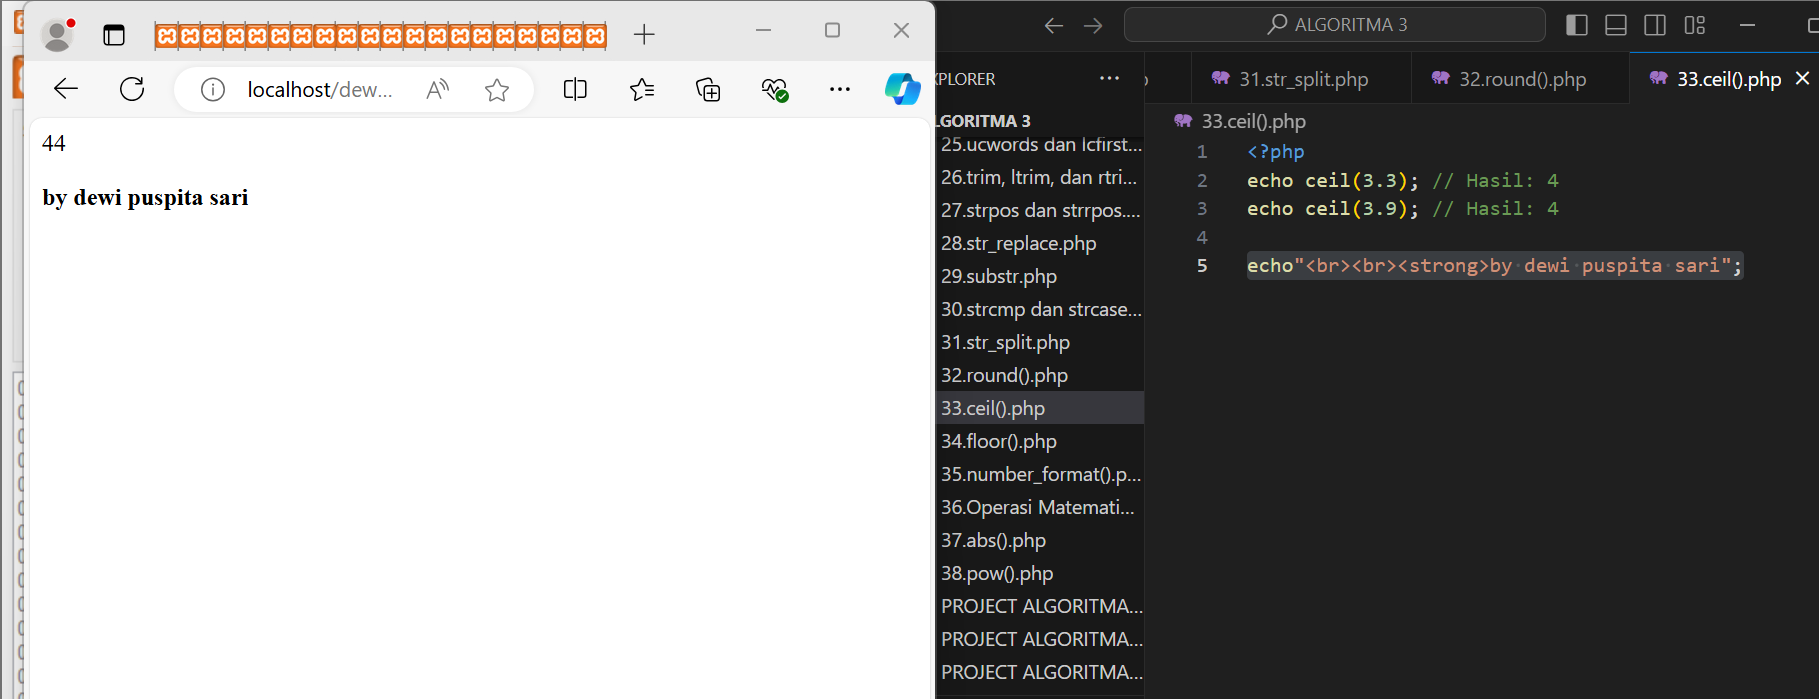 localhost/dew...
44
by dewi puspita sari
ALGORITMA 3
XPLORER
LGORITMA 3
25.ucwords dan lcfirst...
26.trim, ltrim, dan rtri...
27.strpos dan strrpos....
28.str_replace.php
29.substr.php
30.strcmp dan strcase...
31.str_split.php
32.round().php
33.ceil().php
34.floor().php
35.number_format().p...
36.Operasi Matemati...
37.abs().php
38.pow().php
PROJECT ALGORITMA...
PROJECT ALGORITMA...
PROJECT ALGORITMA...
31.str_split.php
32.round().php
33.ceil().php
33.ceil().php
1 <?php
2 echo ceil(3.3); // Hasil: 4
3 echo ceil(3.9); // Hasil: 4
4
5 echo"<br><br><strong>by dewi puspita sari";